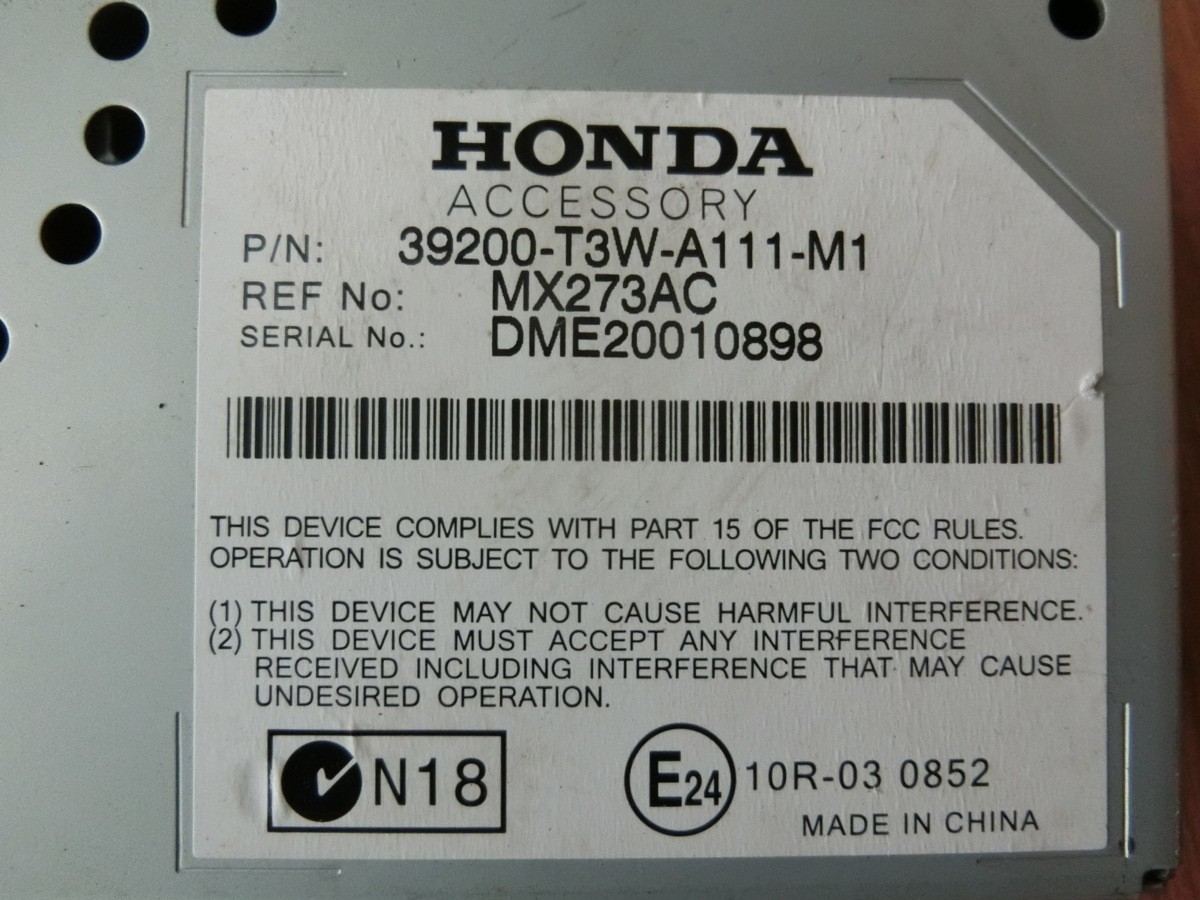 HONDA
ACCESSORY
P/N: 39200-T3W-A111-M1
REF No: MX273AC
SERIAL No.: DME20010898
THIS DEVICE COMPLIES WITH PART 15 OF THE FCC RULES.
OPERATION IS SUBJECT TO THE FOLLOWING TWO CONDITIONS:
(1) THIS DEVICE MAY NOT CAUSE HARMFUL INTERFERENCE.
(2) THIS DEVICE MUST ACCEPT ANY INTERFERENCE
RECEIVED INCLUDING INTERFERENCE THAT MAY CAUSE
UNDESIRED OPERATION.
N18 E24 10R-03 0852
MADE IN CHINA